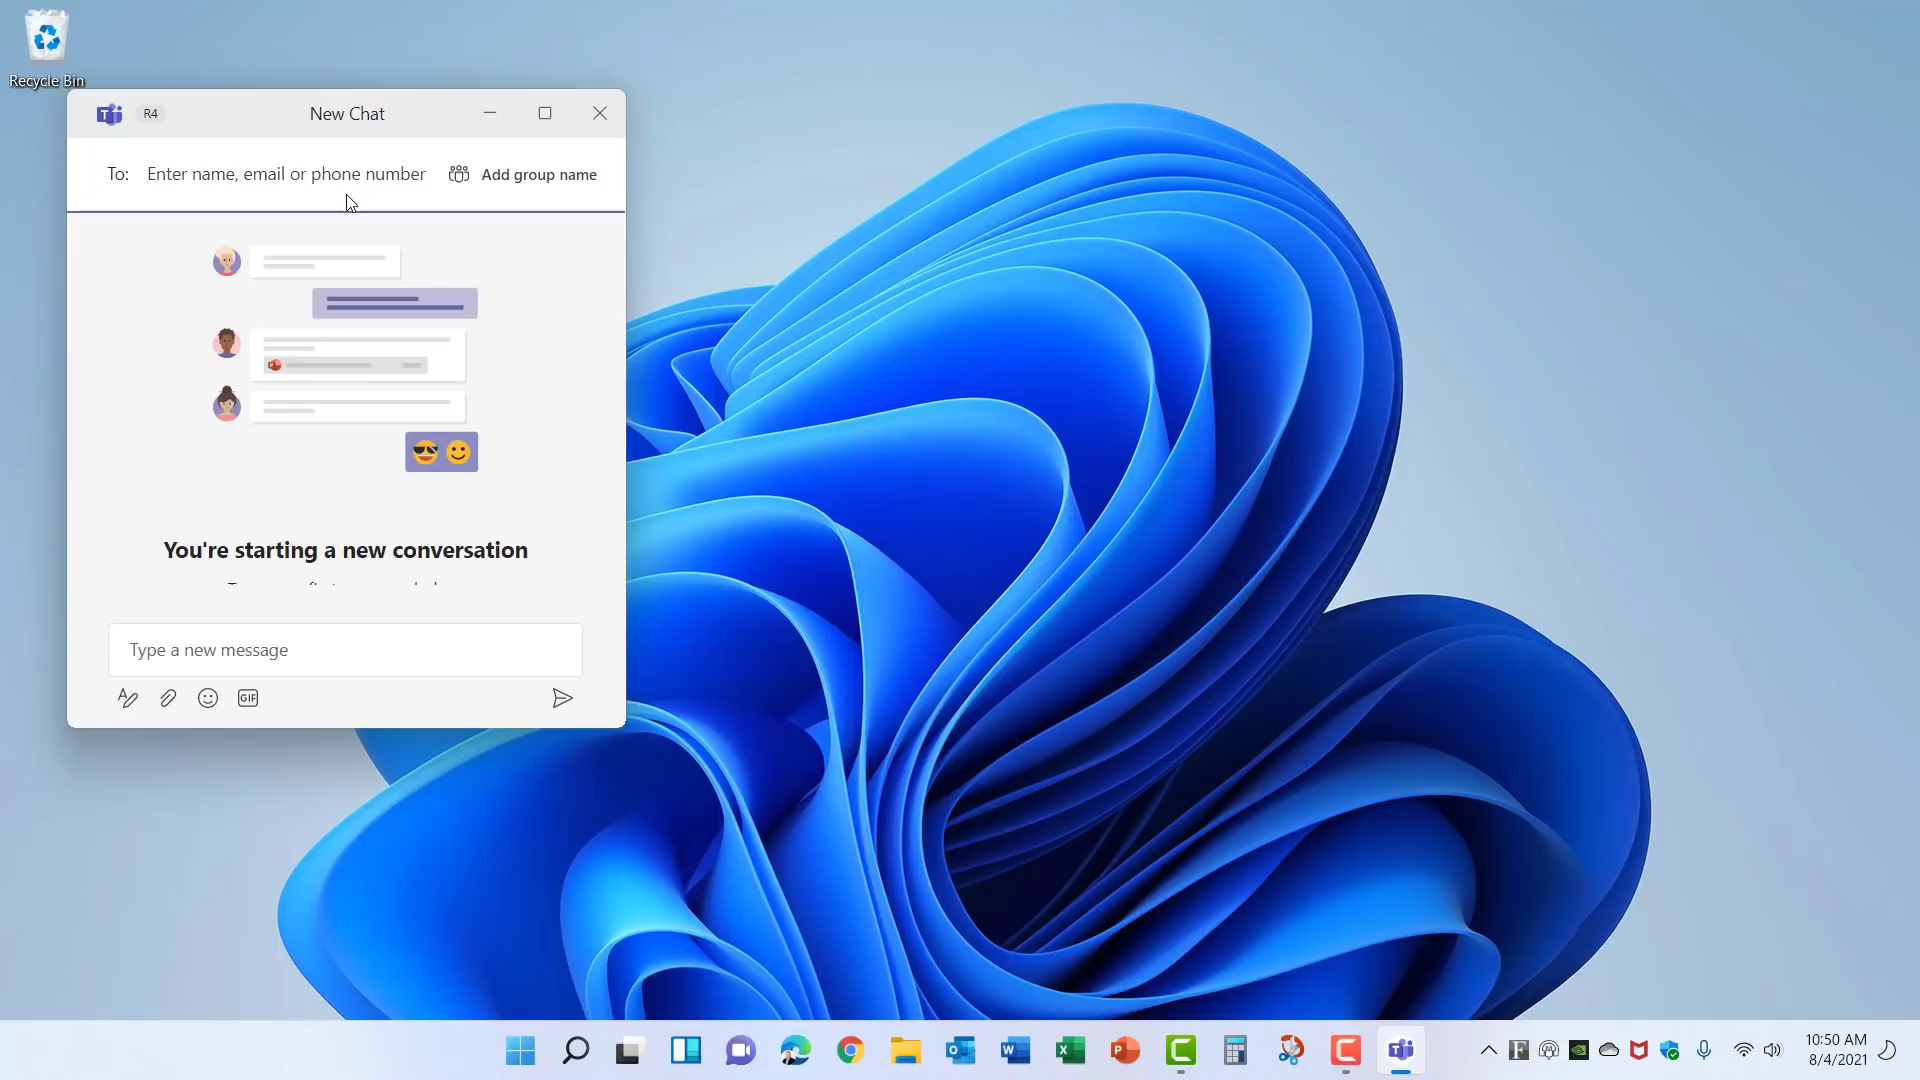 Recycle Bin
R4
New Chat
To: Enter name, email or phone number
Add group name
You're starting a new conversation
Type a new message
GIF
10:50 AM
8/4/2021